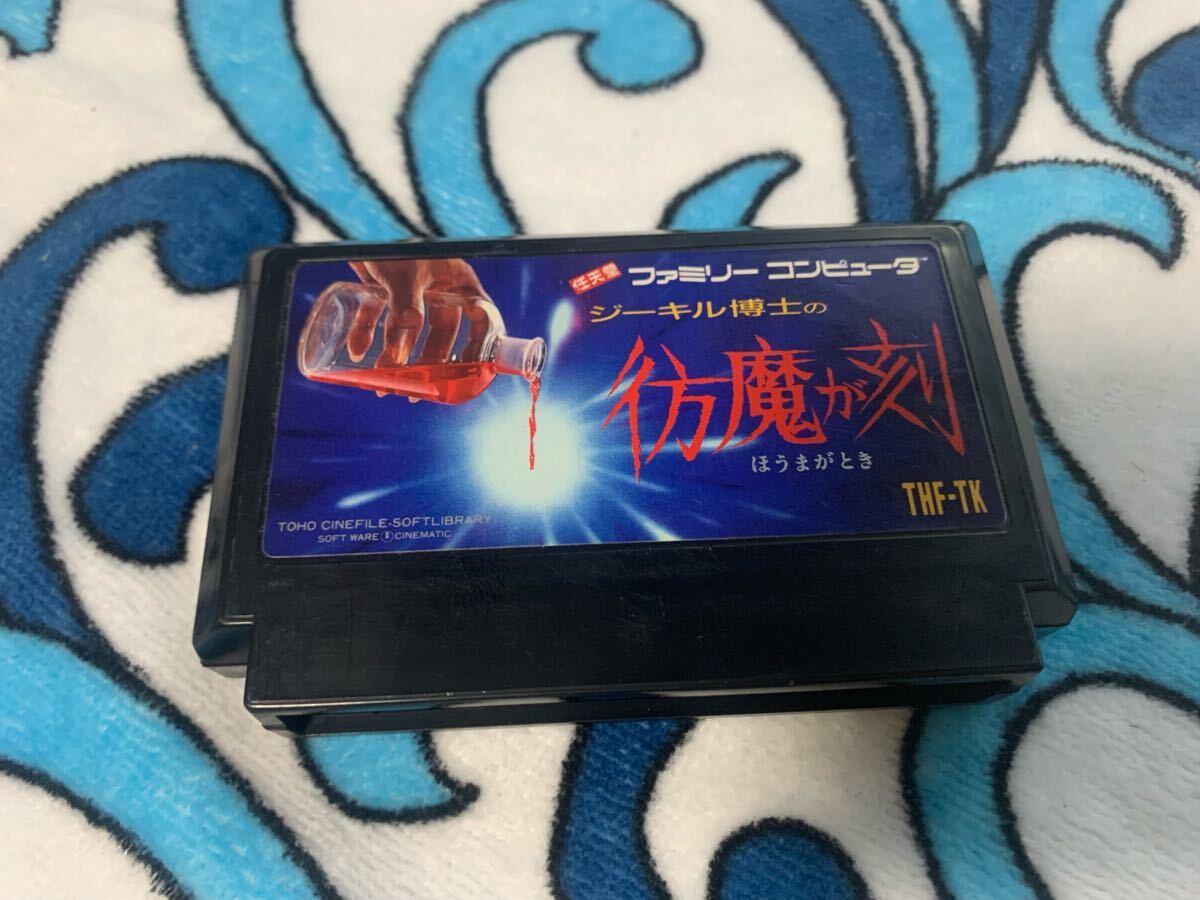 任天堂 ファミリー コンピュータ™
ジーキル博士の
彷魔が刻
ほうまがとき
THF-TK
TOHO CINEFILE-SOFTLIBRARY
SOFT WARE CINEMATIC